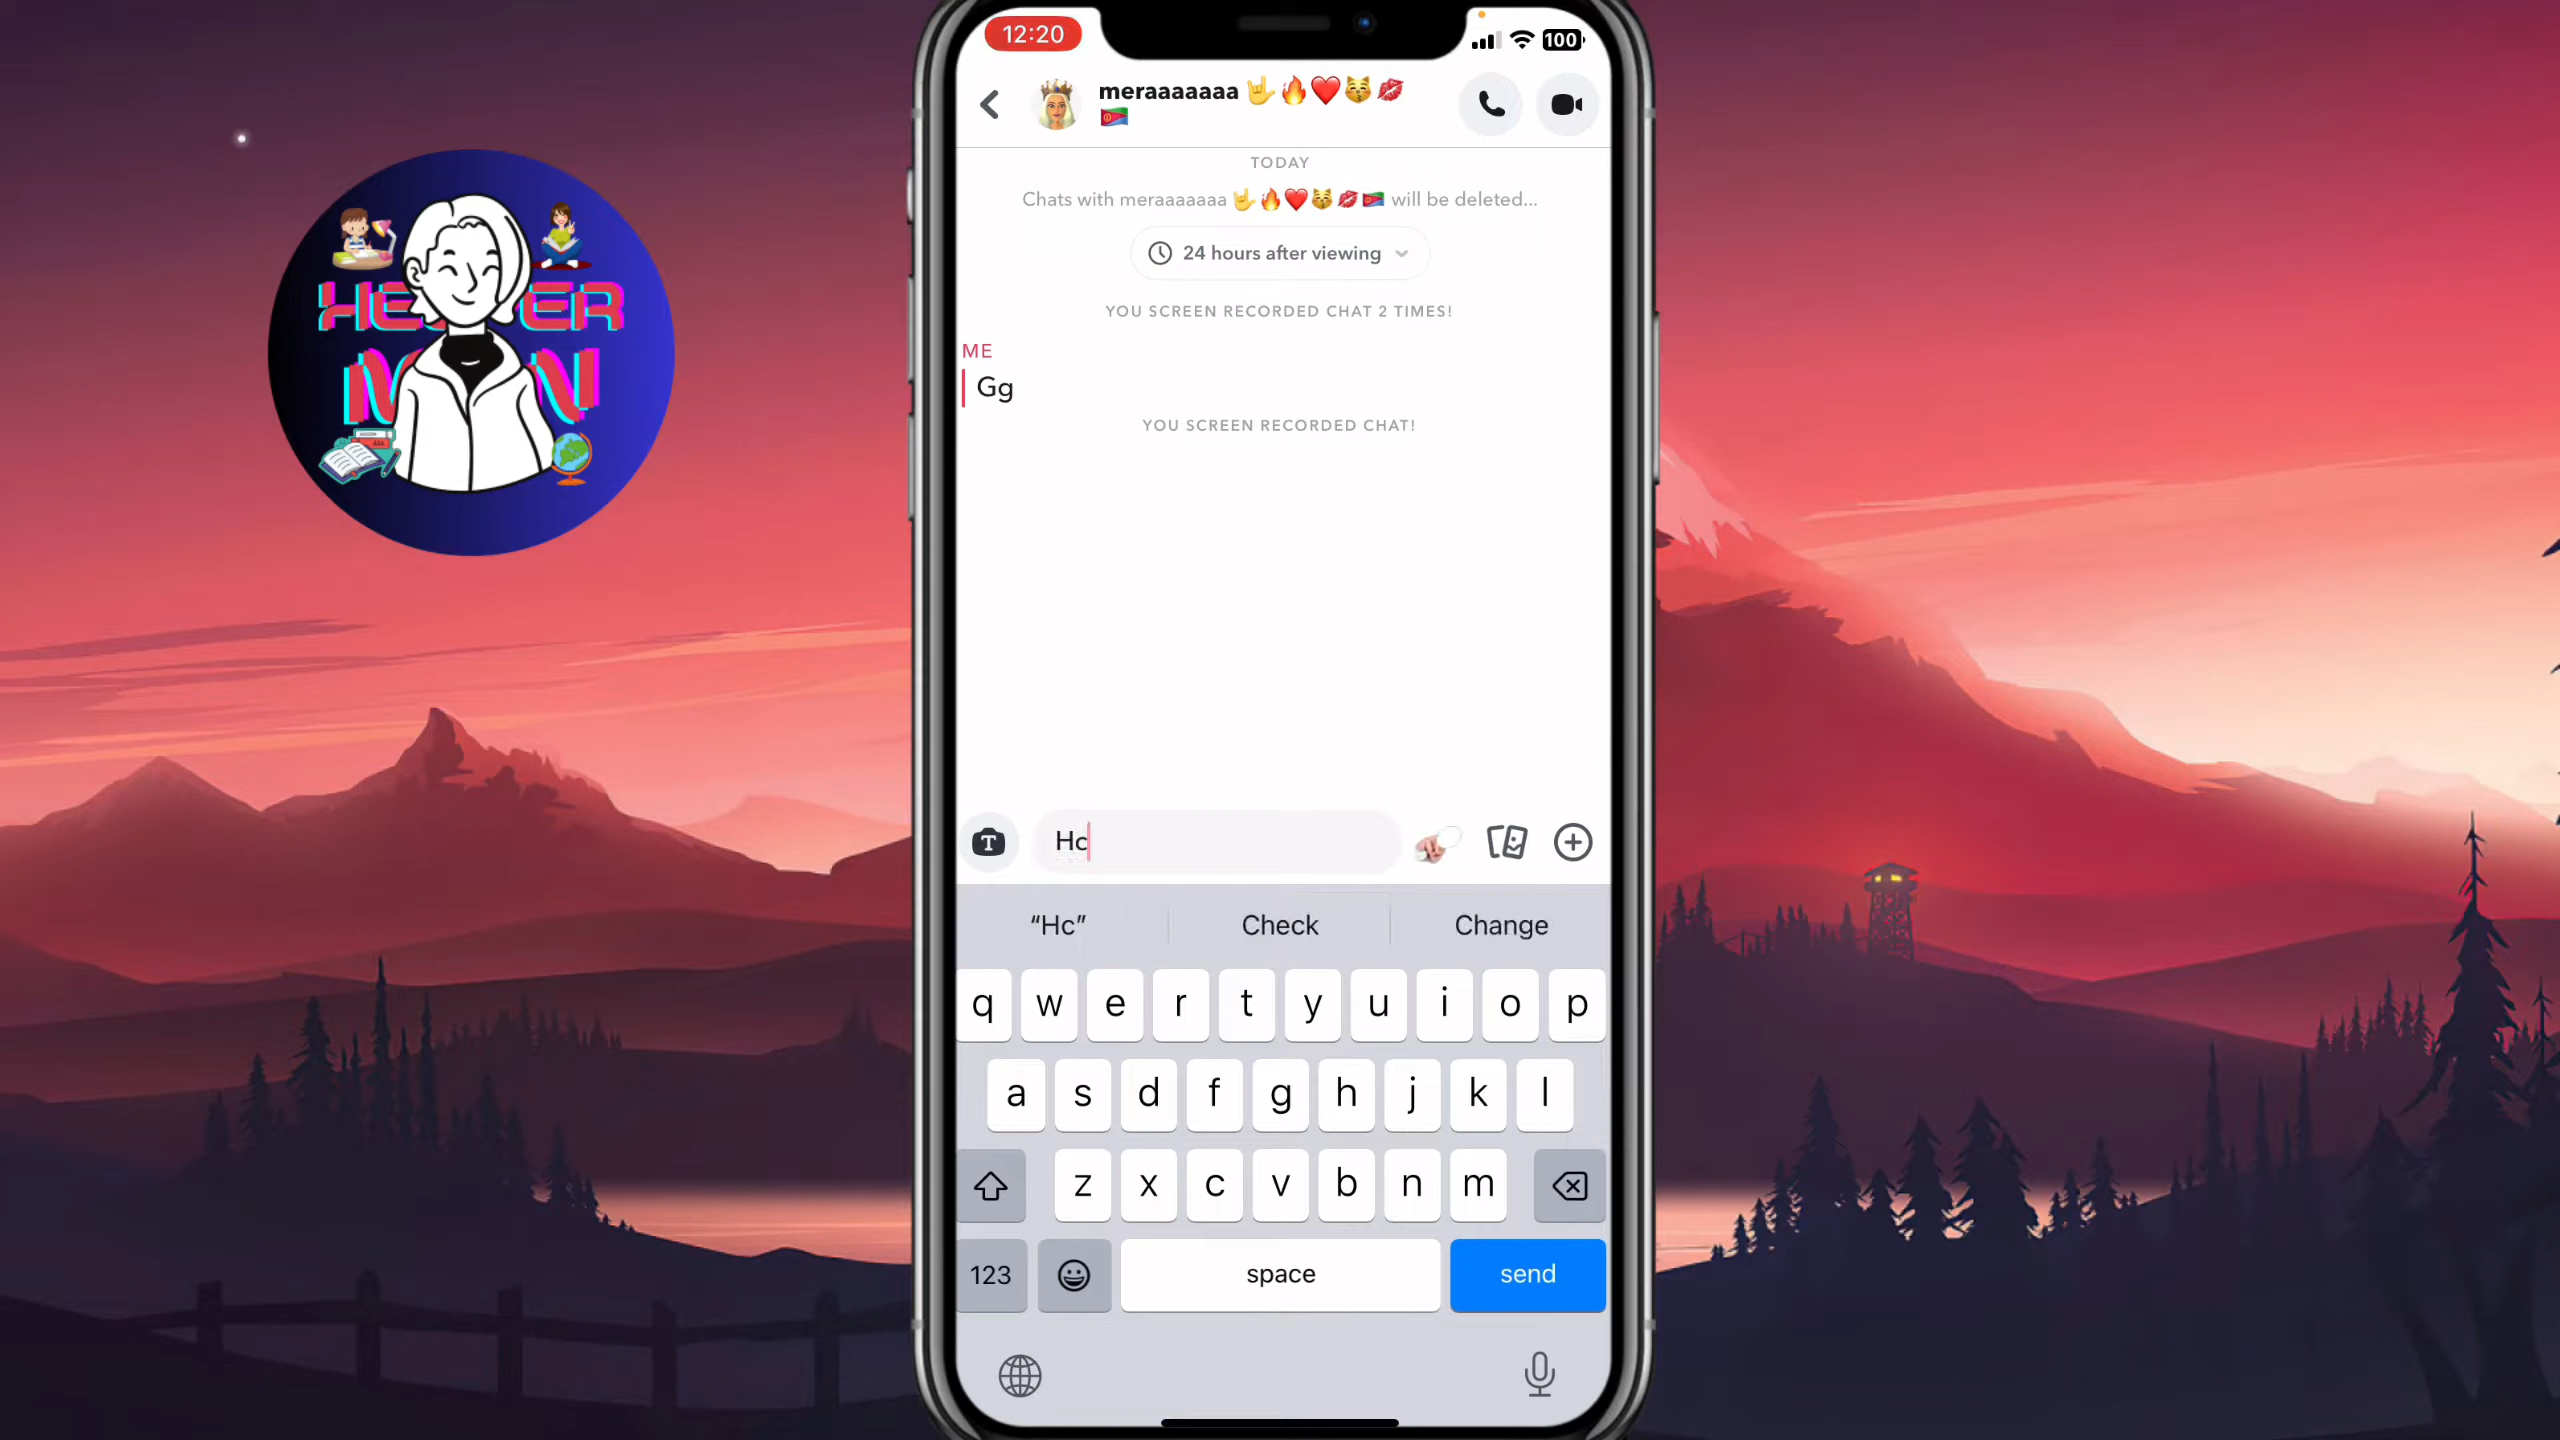 12:20
100
meraaaaaaa 🤟🔥❤️😽💋
🇪🇷
TODAY
Chats with meraaaaaaa 🤟🔥❤️😽💋🇪🇷 will be deleted...
24 hours after viewing
YOU SCREEN RECORDED CHAT 2 TIMES!
ME
Gg
YOU SCREEN RECORDED CHAT!
T
Hc
“Hc” Check Change
q w e r t y u i o p
a s d f g h j k l
z x c v b n m
123 space send